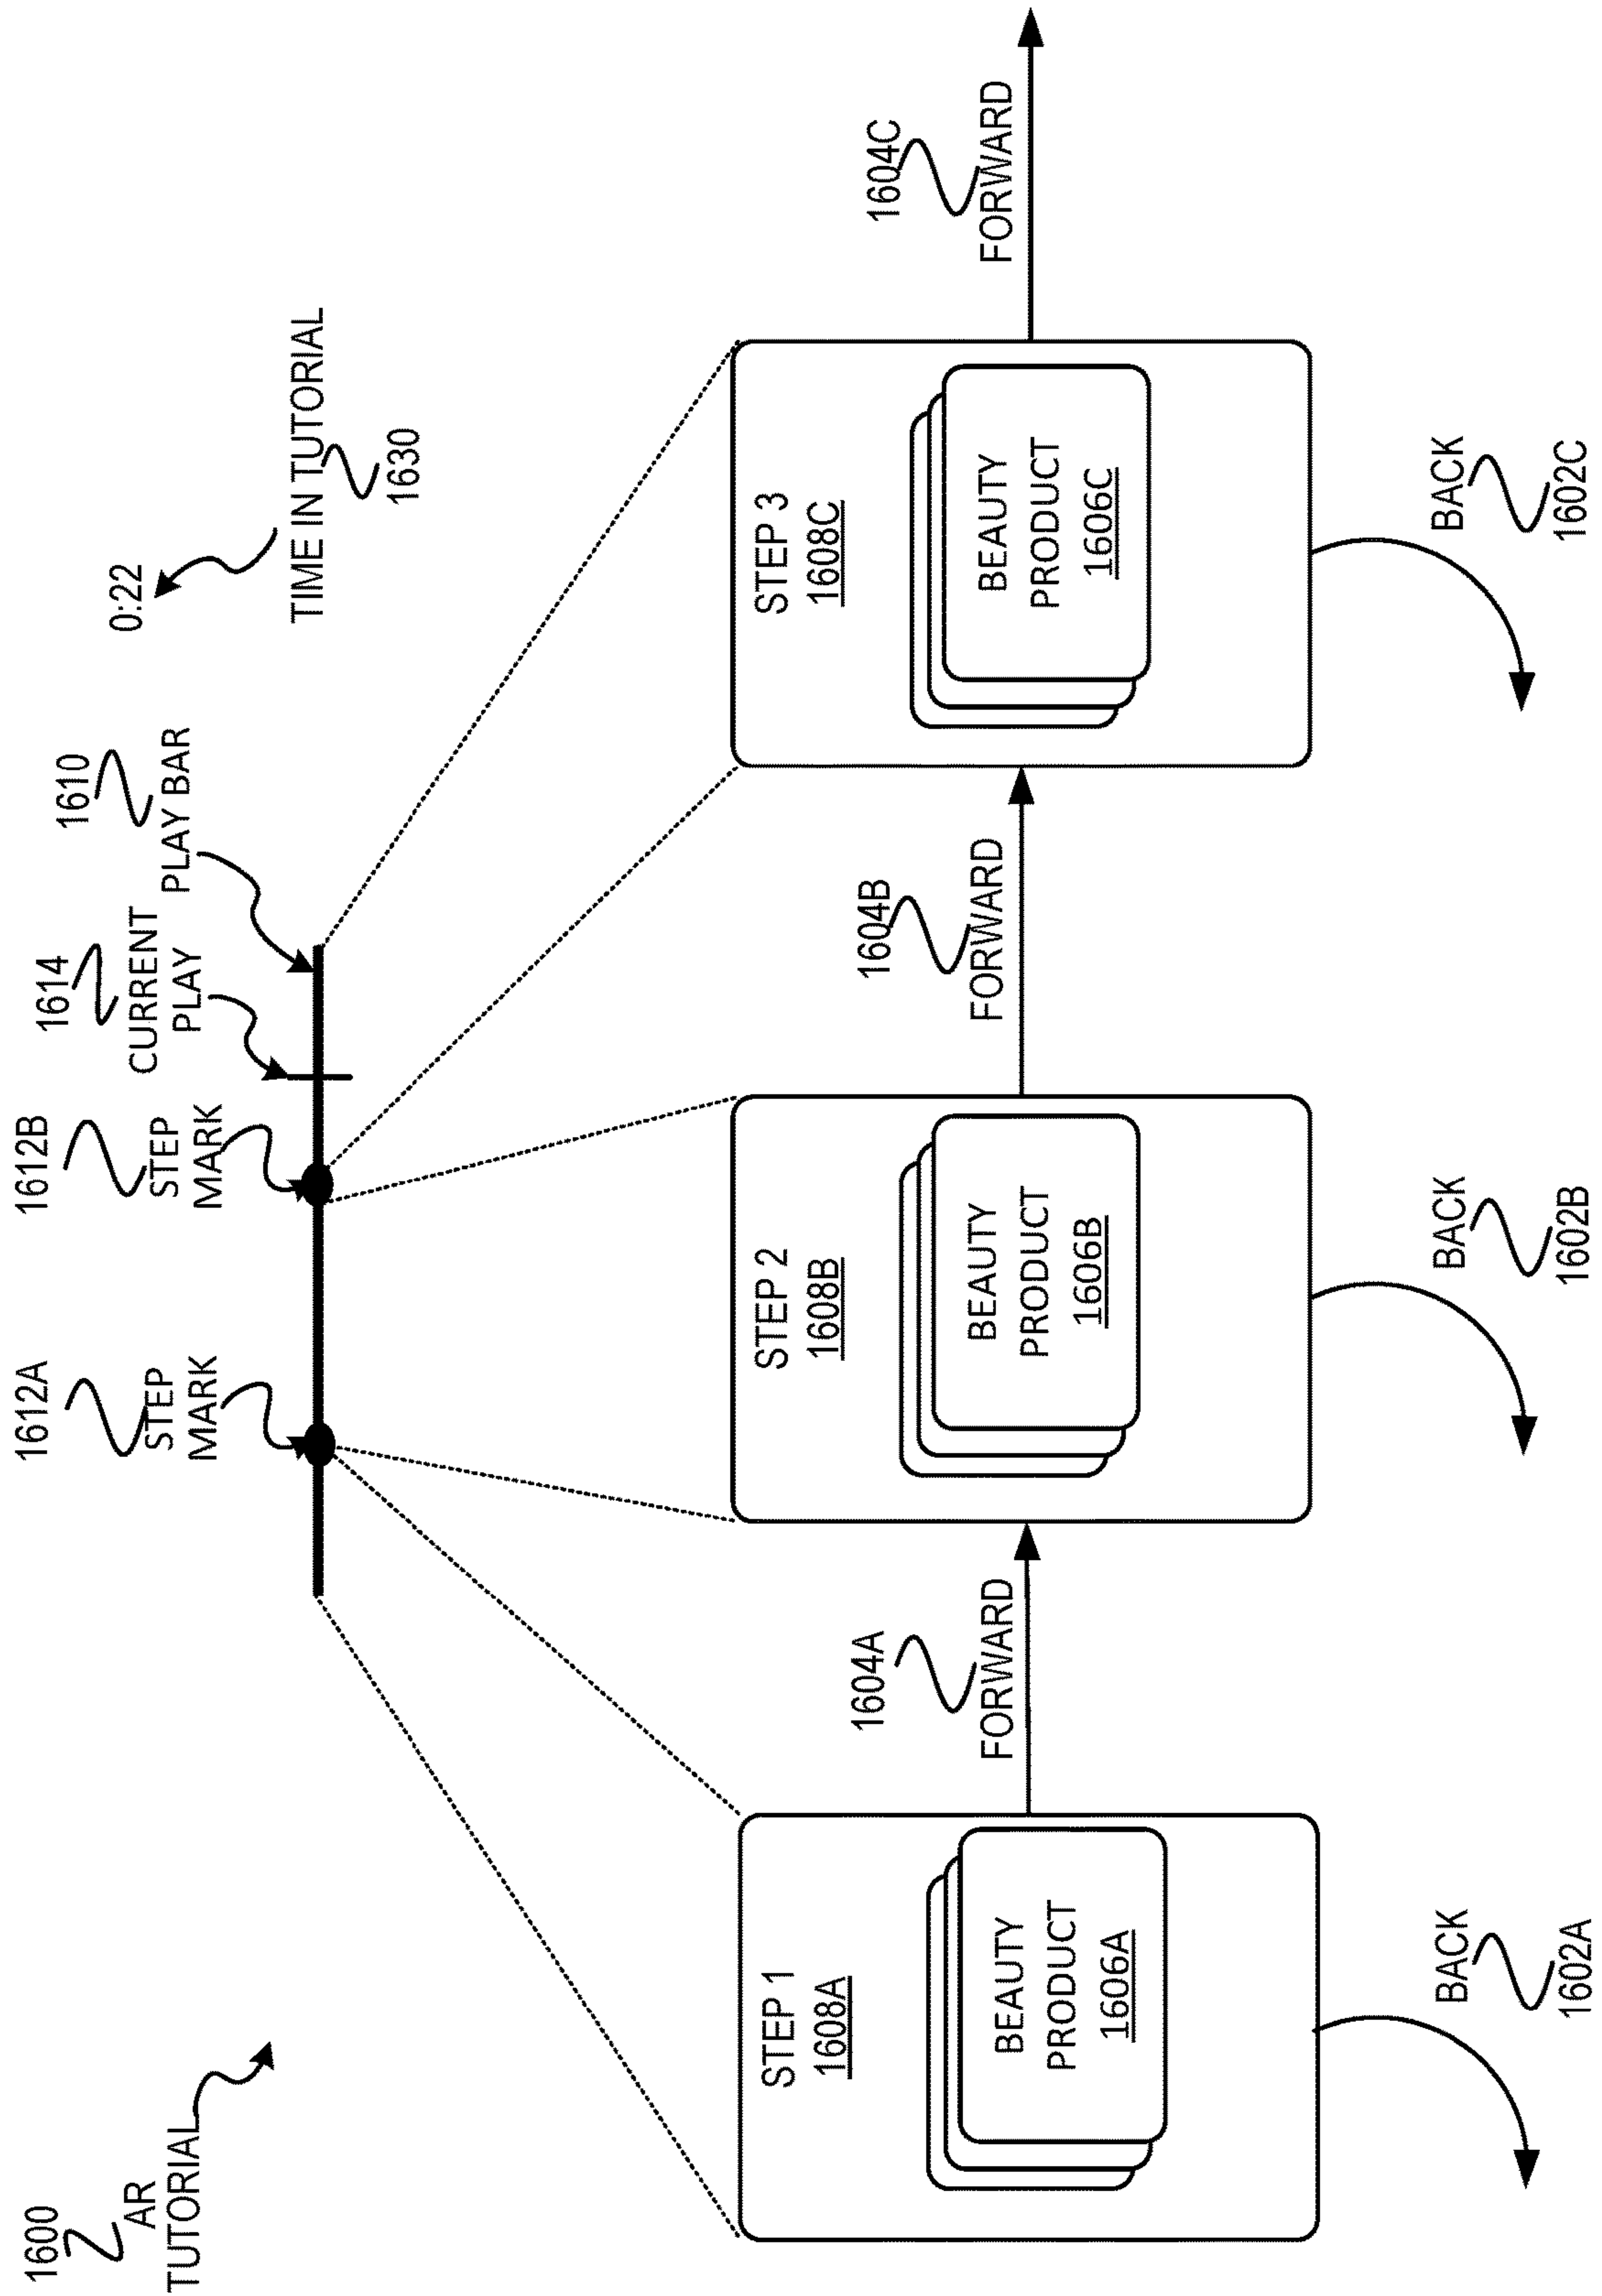 1600
AR
TUTORIAL
1612A
STEP
MARK
1612B
STEP
MARK
1614
CURRENT
PLAY
1610
PLAY BAR
0:22
TIME IN TUTORIAL
1630
STEP 1
1608A
BEAUTY
PRODUCT
1606A
1604A
FORWARD
STEP 2
1608B
BEAUTY
PRODUCT
1606B
1604B
FORWARD
STEP 3
1608C
BEAUTY
PRODUCT
1606C
1604C
FORWARD
BACK
1602A
BACK
1602B
BACK
1602C